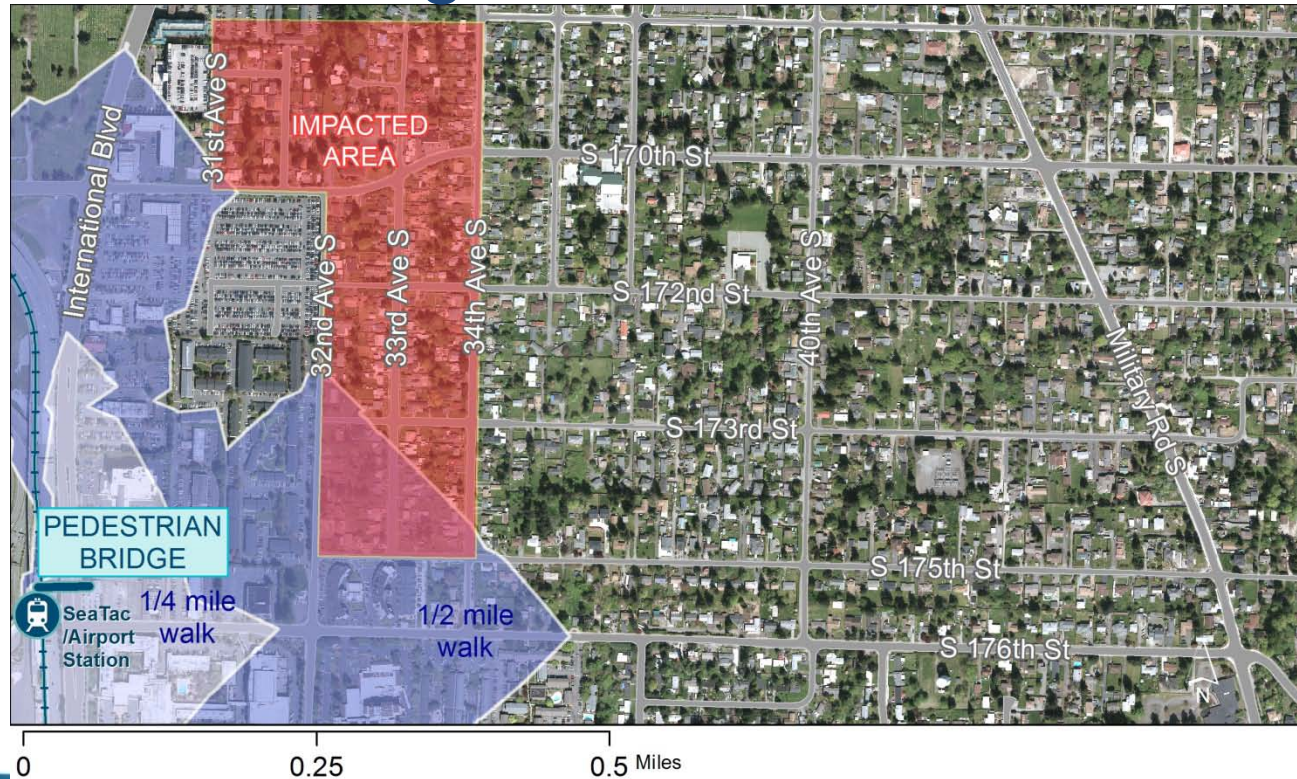 31st Ave S
International Blvd
IMPACTED
AREA
S 170th St
32nd Ave S
33rd Ave S
34th Ave S
S 172nd St
40th Ave S
Military Rd S
S 173rd St
PEDESTRIAN
BRIDGE
S 175th St
SeaTac
/Airport
Station
1/4 mile
walk
1/2 mile
walk
S 176th St
N
0
0.25
0.5 Miles